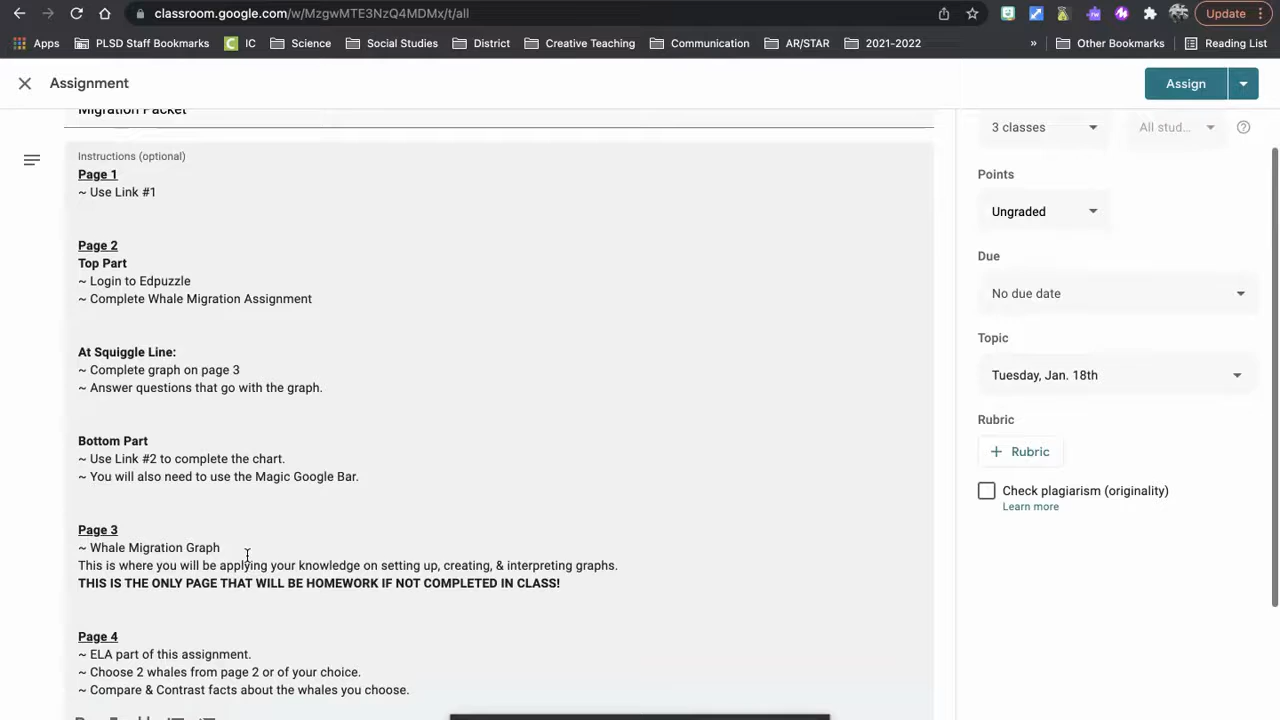 classroom.google.com/w/MzgwMTE3NzQ4MDMx/t/all
Update
Apps
PLSD Staff Bookmarks
IC
Science
Social Studies
District
Creative Teaching
Communication
AR/STAR
2021-2022
»
Other Bookmarks
Reading List
Assignment
Assign
Migration Packet
3 classes
All stud...
Instructions (optional)
Page 1
~ Use Link #1
Page 2
Top Part
~ Login to Edpuzzle
~ Complete Whale Migration Assignment
At Squiggle Line:
~ Complete graph on page 3
~ Answer questions that go with the graph.
Bottom Part
~ Use Link #2 to complete the chart.
~ You will also need to use the Magic Google Bar.
Page 3
~ Whale Migration Graph
This is where you will be applying your knowledge on setting up, creating, & interpreting graphs.
THIS IS THE ONLY PAGE THAT WILL BE HOMEWORK IF NOT COMPLETED IN CLASS!
Page 4
~ ELA part of this assignment.
~ Choose 2 whales from page 2 or of your choice.
~ Compare & Contrast facts about the whales you choose.
Points
Ungraded
Due
No due date
Topic
Tuesday, Jan. 18th
Rubric
+ Rubric
Check plagiarism (originality)
Learn more